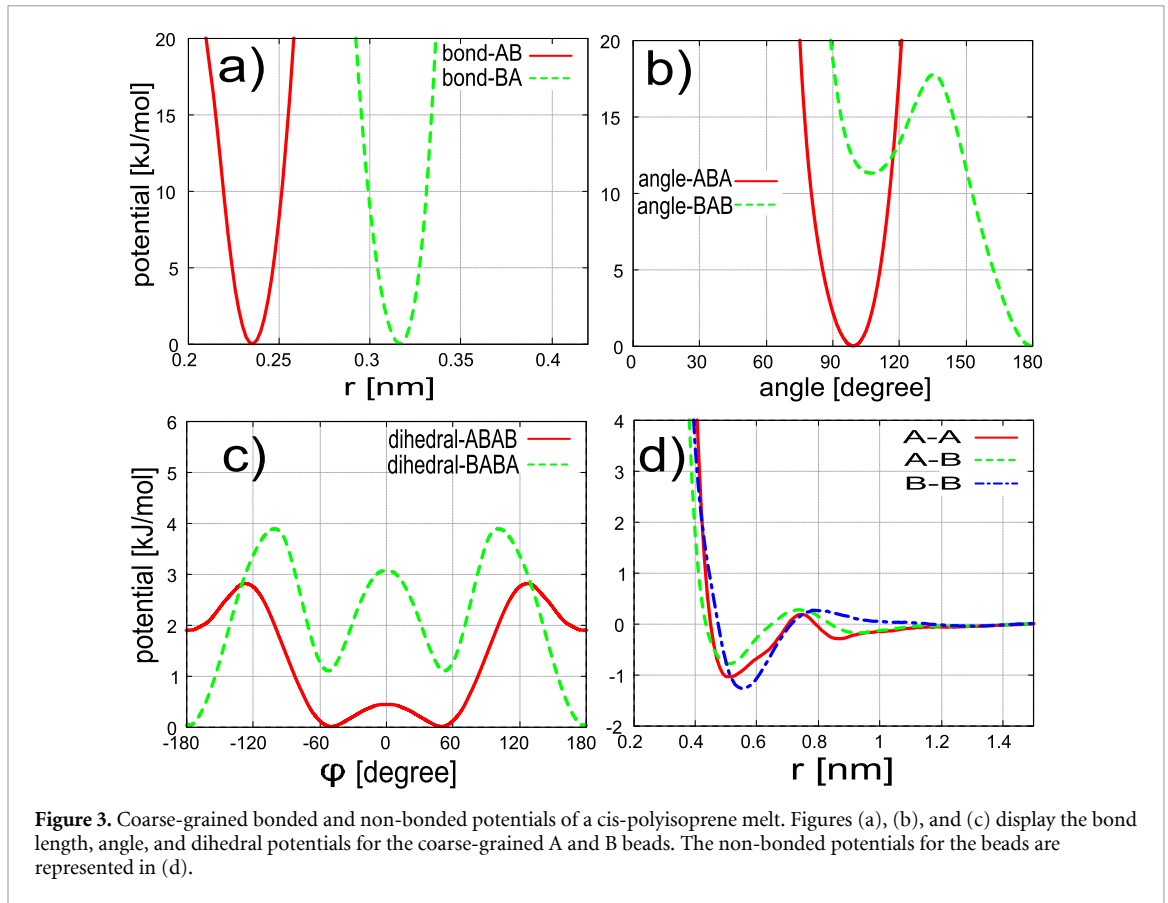 a)
bond-AB
bond-BA
potential [kJ/mol]
20
15
10
5
0
0.2
0.25
0.3
0.35
0.4
r [nm]
b)
angle-ABA
angle-BAB
20
15
10
5
0
0
30
60
90
120
150
180
angle [degree]
c)
dihedral-ABAB
dihedral-BABA
potential [kJ/mol]
6
5
4
3
2
1
0
-180
-120
-60
0
60
120
180
φ [degree]
d)
A-A
A-B
B-B
4
3
2
1
0
-1
-2
0.2
0.4
0.6
0.8
1
1.2
1.4
r [nm]
Figure 3. Coarse-grained bonded and non-bonded potentials of a cis-polyisoprene melt. Figures (a), (b), and (c) display the bond
length, angle, and dihedral potentials for the coarse-grained A and B beads. The non-bonded potentials for the beads are
represented in (d).